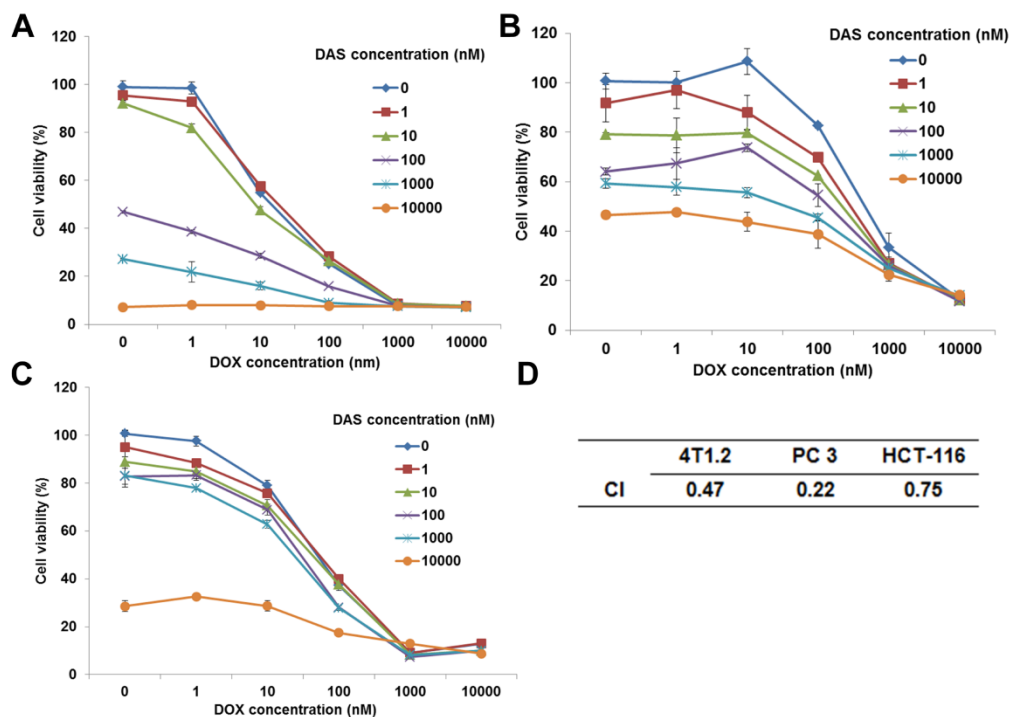 A
120
100
80
60
40
20
0
Cell viability (%)
0 1 10 100 1000 10000
DOX concentration (nm)
DAS concentration (nM)
0
1
10
100
1000
10000
B
120
100
80
60
40
20
0
Cell viability (%)
0 1 10 100 1000 10000
DOX concentration (nM)
DAS concentration (nM)
0
1
10
100
1000
10000
C
120
100
80
60
40
20
0
Cell viability (%)
0 1 10 100 1000 10000
DOX concentration (nM)
DAS concentration (nM)
0
1
10
100
1000
10000
D
4T1.2 PC 3 HCT-116
CI 0.47 0.22 0.75